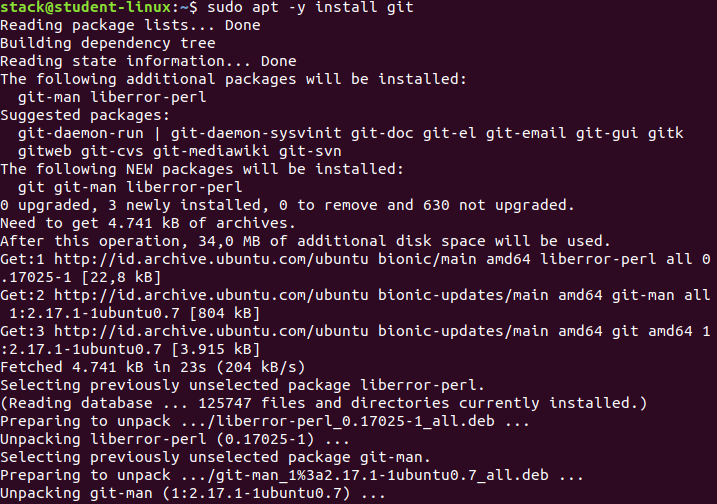 stack@student-linux:~$ sudo apt -y install git
Reading package lists... Done
Building dependency tree
Reading state information... Done
The following additional packages will be installed:
  git-man liberror-perl
Suggested packages:
  git-daemon-run | git-daemon-sysvinit git-doc git-el git-email git-gui gitk
  gitweb git-cvs git-mediawiki git-svn
The following NEW packages will be installed:
  git git-man liberror-perl
0 upgraded, 3 newly installed, 0 to remove and 630 not upgraded.
Need to get 4.741 kB of archives.
After this operation, 34,0 MB of additional disk space will be used.
Get:1 http://id.archive.ubuntu.com/ubuntu bionic/main amd64 liberror-perl all 0
.17025-1 [22,8 kB]
Get:2 http://id.archive.ubuntu.com/ubuntu bionic-updates/main amd64 git-man all
 1:2.17.1-1ubuntu0.7 [804 kB]
Get:3 http://id.archive.ubuntu.com/ubuntu bionic-updates/main amd64 git amd64 1
:2.17.1-1ubuntu0.7 [3.915 kB]
Fetched 4.741 kB in 23s (204 kB/s)
Selecting previously unselected package liberror-perl.
(Reading database ... 125747 files and directories currently installed.)
Preparing to unpack .../liberror-perl_0.17025-1_all.deb ...
Unpacking liberror-perl (0.17025-1) ...
Selecting previously unselected package git-man.
Preparing to unpack .../git-man_1%3a2.17.1-1ubuntu0.7_all.deb ...
Unpacking git-man (1:2.17.1-1ubuntu0.7) ...